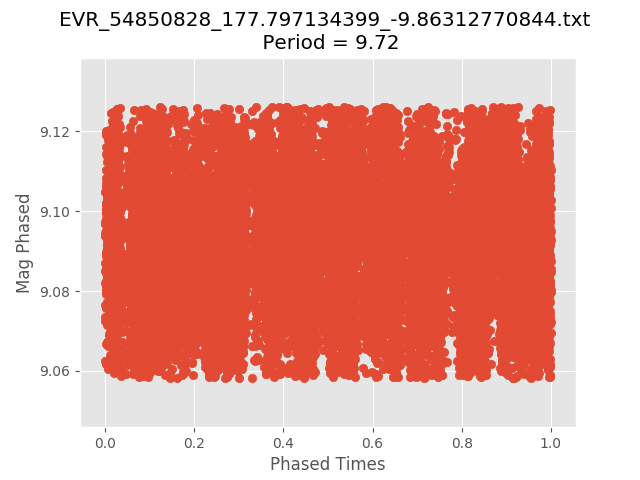 EVR_54850828_177.797134399_-9.86312770844.txt
Period = 9.72
9.12
9.10
9.08
9.06
Mag Phased
0.0 0.2 0.4 0.6 0.8 1.0
Phased Times